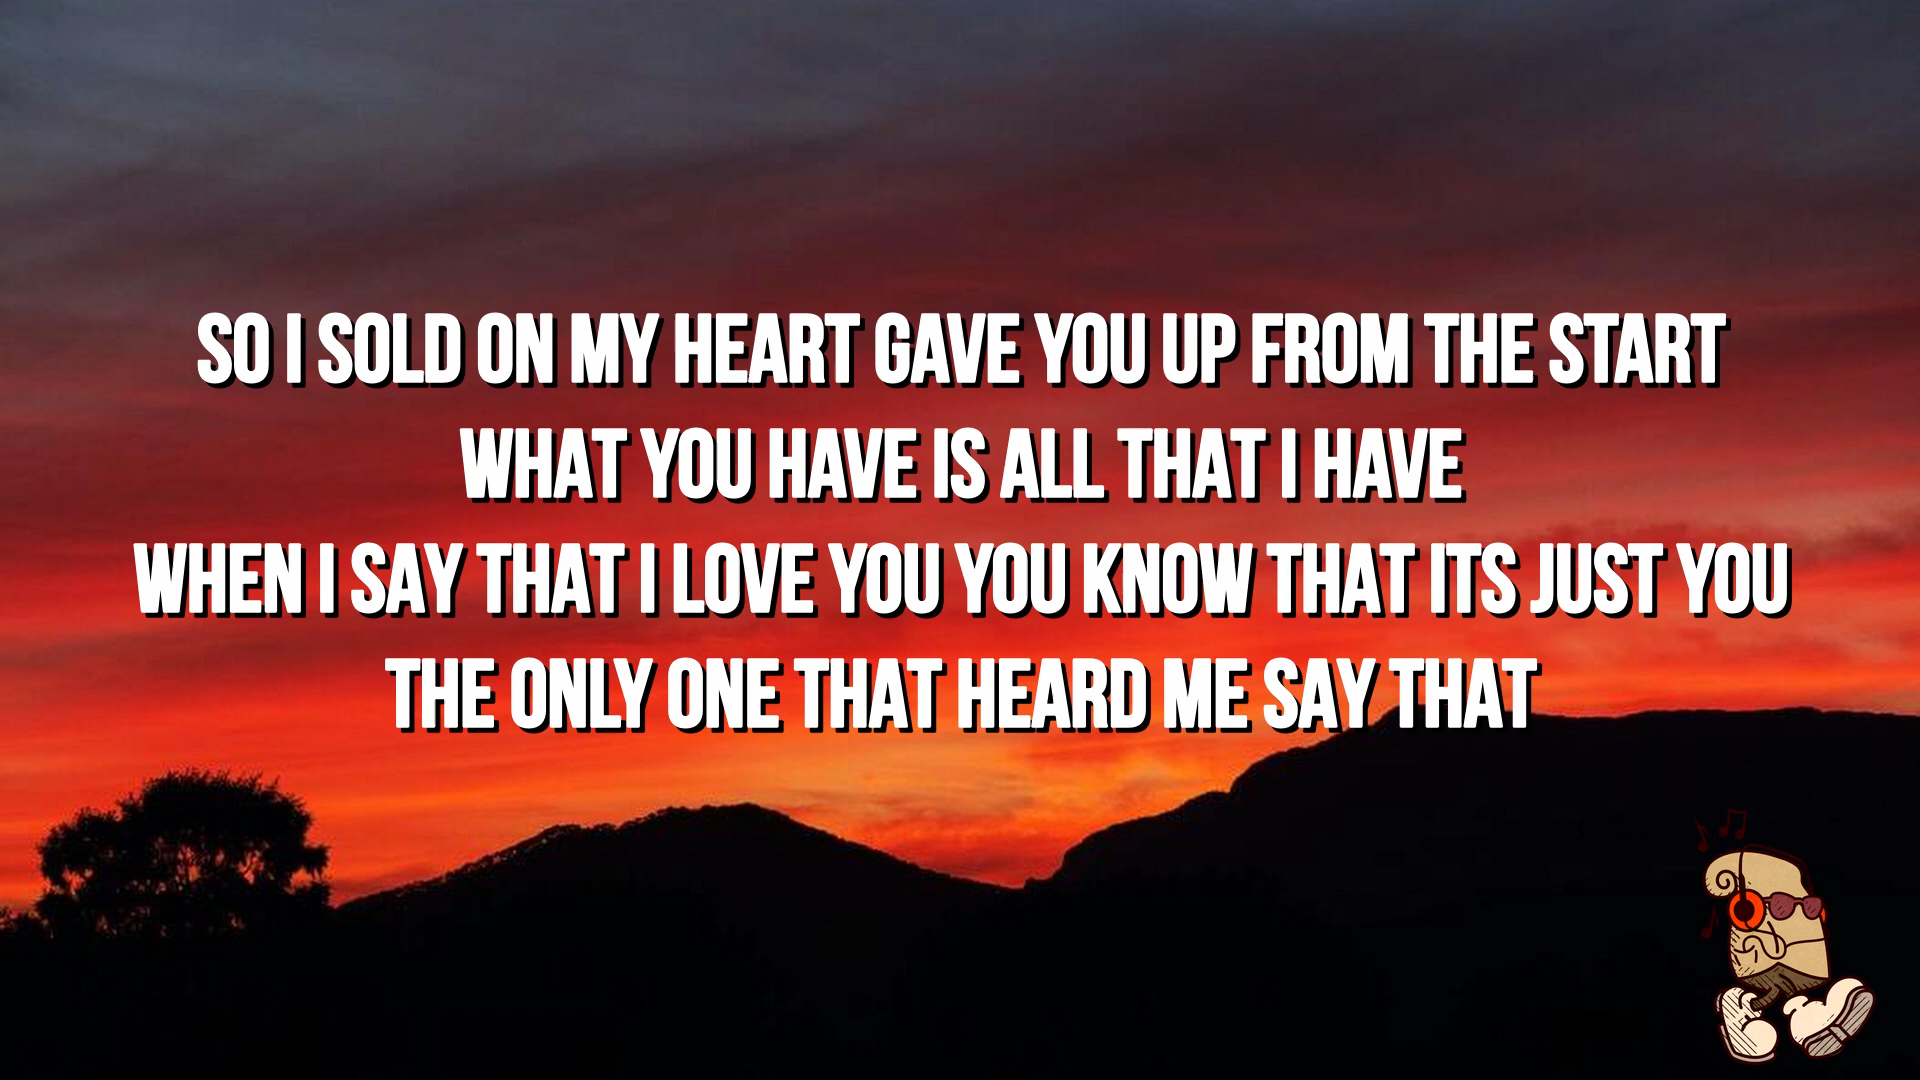 SO I SOLD ON MY HEART GAVE YOU UP FROM THE START
WHAT YOU HAVE IS ALL THAT I HAVE
WHEN I SAY THAT I LOVE YOU YOU KNOW THAT ITS JUST YOU
THE ONLY ONE THAT HEARD ME SAY THAT